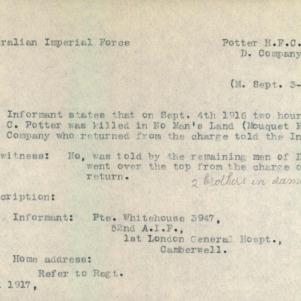 ralian Imperial Force Potter H.F.C.
D. Company
(M. Sept. 3-
Informant states that on Sept. 4th 1916 two hour
C. Potter was killed in No Man's Land (Mouquet
Company who returned from the charge told the In
witness: No, was told by the remaining men of
went over the top from the charge o
return.
2 brothers in same
cription:
Informant: Pte. Whitehouse 3947,
52nd A.I.F.,
1st London General Hospt.,
Camberwell.
Home address:
Refer to Regt.
1917,